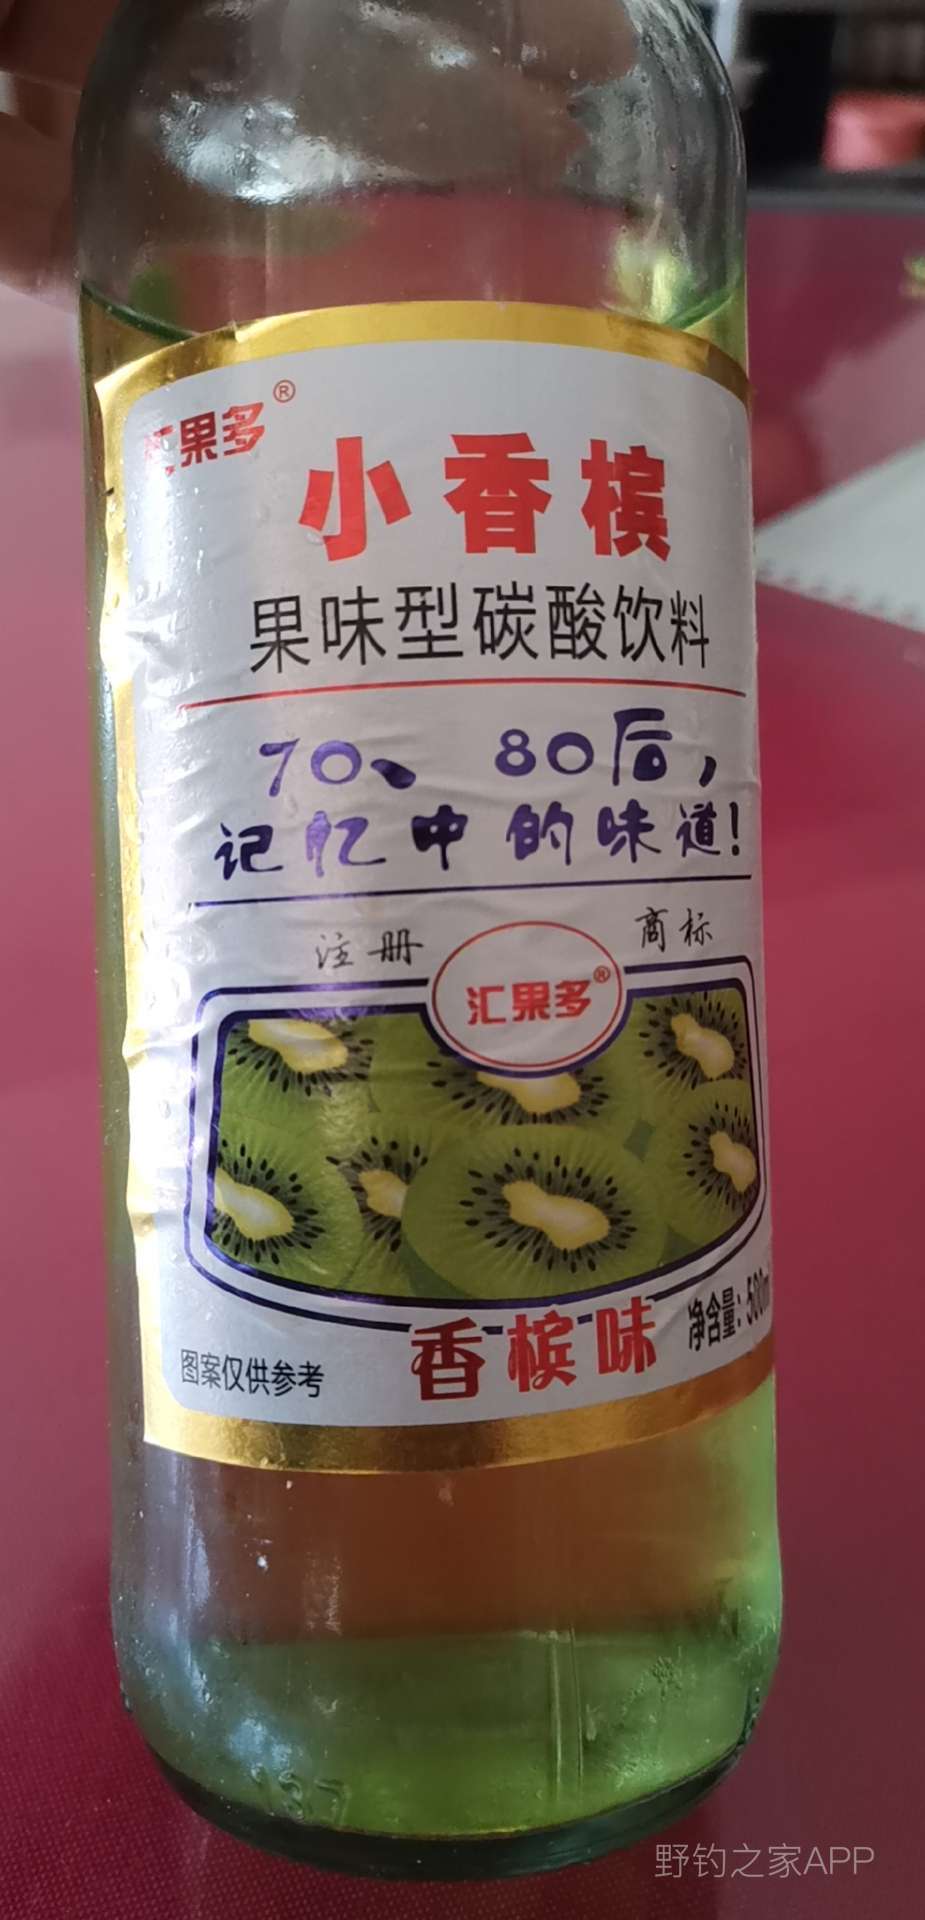 汇果多®
小香槟
果味型碳酸饮料
70、80后,
记忆中的味道!
注册 商标
汇果多®
香槟味
净含量:
图案仅供参考
137
野钓之家APP